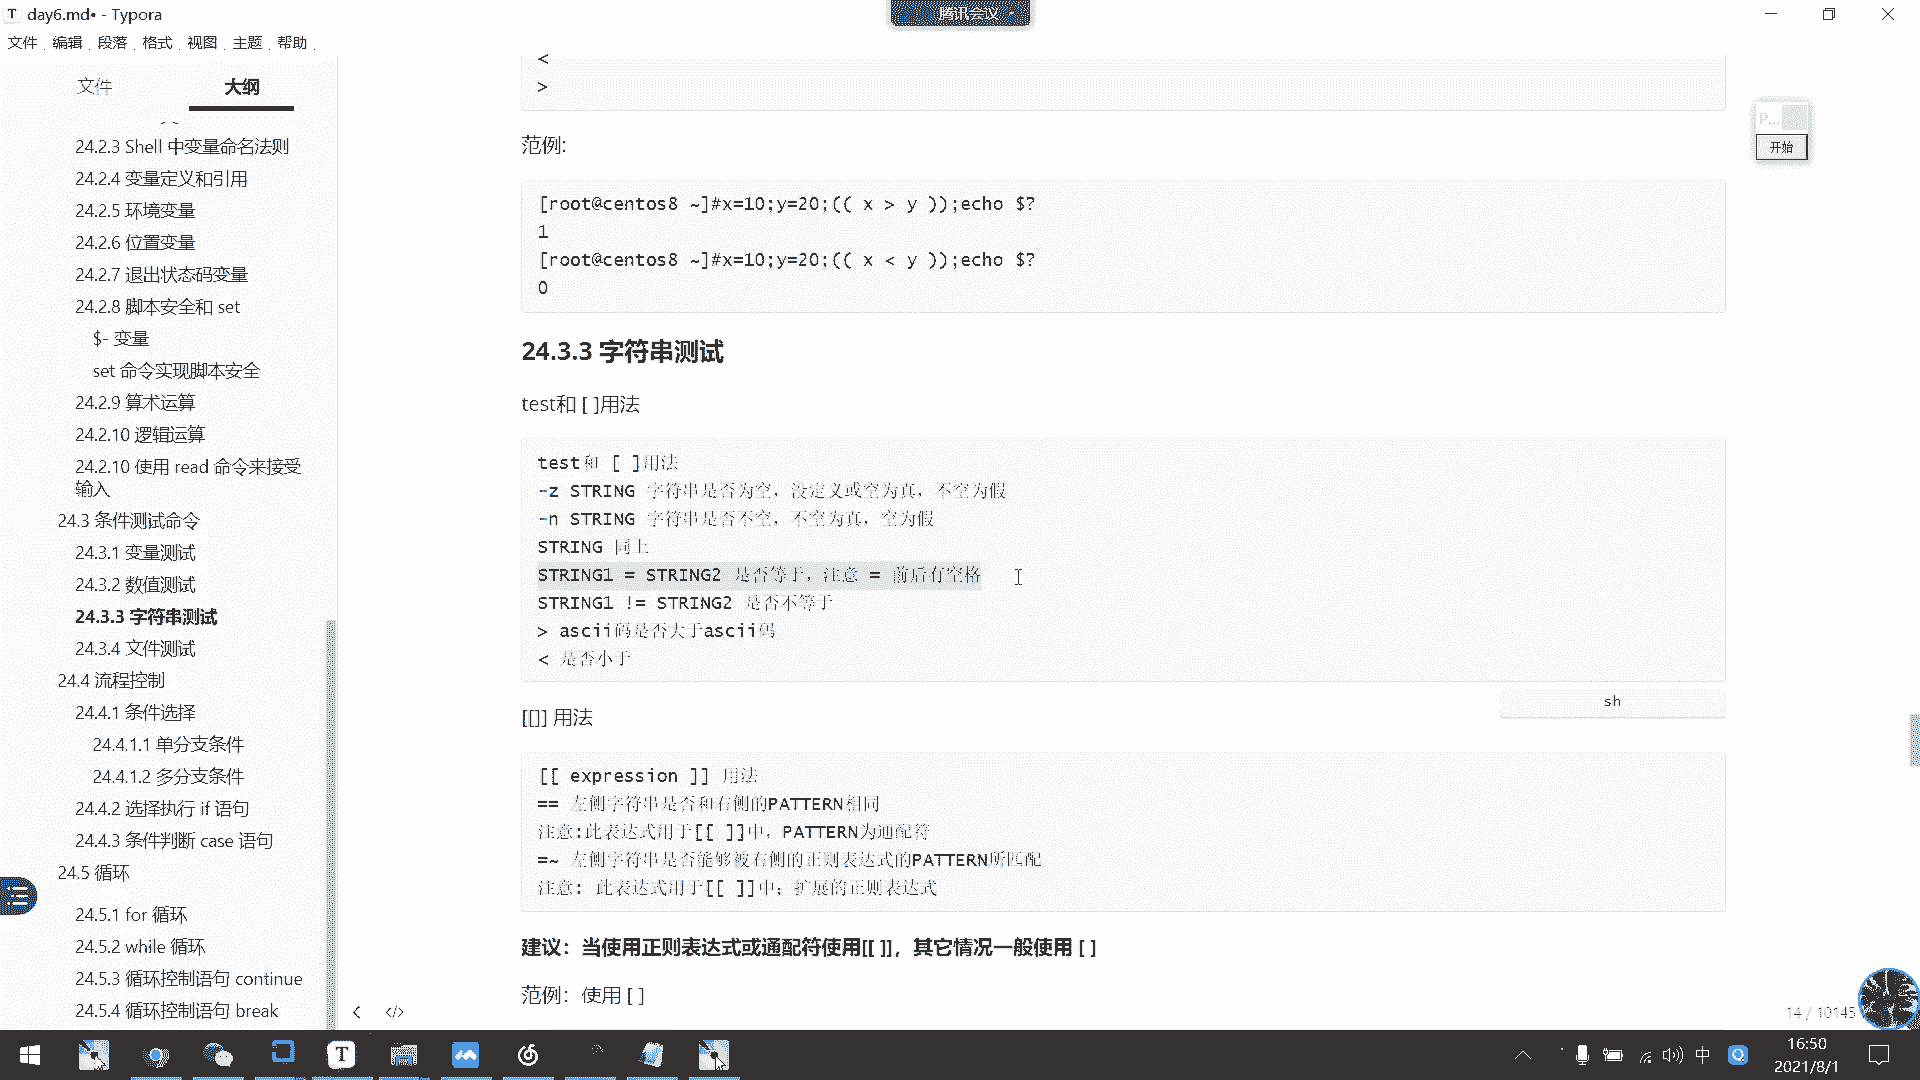 day6.md• - Typora
腾讯会议
文件 编辑 段落 格式 视图 主题 帮助
文件 大纲
24.2.3 Shell 中变量命名法则
24.2.4 变量定义和引用
24.2.5 环境变量
24.2.6 位置变量
24.2.7 退出状态码变量
24.2.8 脚本安全和 set
$- 变量
set 命令实现脚本安全
24.2.9 算术运算
24.2.10 逻辑运算
24.2.10 使用 read 命令来接受
输入
24.3 条件测试命令
24.3.1 变量测试
24.3.2 数值测试
24.3.3 字符串测试
24.3.4 文件测试
24.4 流程控制
24.4.1 条件选择
24.4.1.1 单分支条件
24.4.1.2 多分支条件
24.4.2 选择执行 if 语句
24.4.3 条件判断 case 语句
24.5 循环
24.5.1 for 循环
24.5.2 while 循环
24.5.3 循环控制语句 continue
24.5.4 循环控制语句 break
<
>
范例:
[root@centos8 ~]#x=10;y=20;(( x > y ));echo $?
1
[root@centos8 ~]#x=10;y=20;(( x < y ));echo $?
0
24.3.3 字符串测试
test和 [ ]用法
test和 [ ]用法
-z STRING 字符串是否为空，没定义或空为真，不空为假
-n STRING 字符串是否不空，不空为真，空为假
STRING 同上
STRING1 = STRING2 是否等于，注意 = 前后有空格
STRING1 != STRING2 是否不等于
> ascii码是否大于ascii码
< 是否小于
sh
[[]] 用法
[[ expression ]] 用法
== 左侧字符串是否和右侧的PATTERN相同
注意:此表达式用于[[ ]]中，PATTERN为通配符
=~ 左侧字符串是否能够被右侧的正则表达式的PATTERN所匹配
注意: 此表达式用于[[ ]]中；扩展的正则表达式
建议：当使用正则表达式或通配符使用[[ ]]，其它情况一般使用 [ ]
范例：使用 [ ]
P...
开始
14 / 10145
中
16:50
2021/8/1